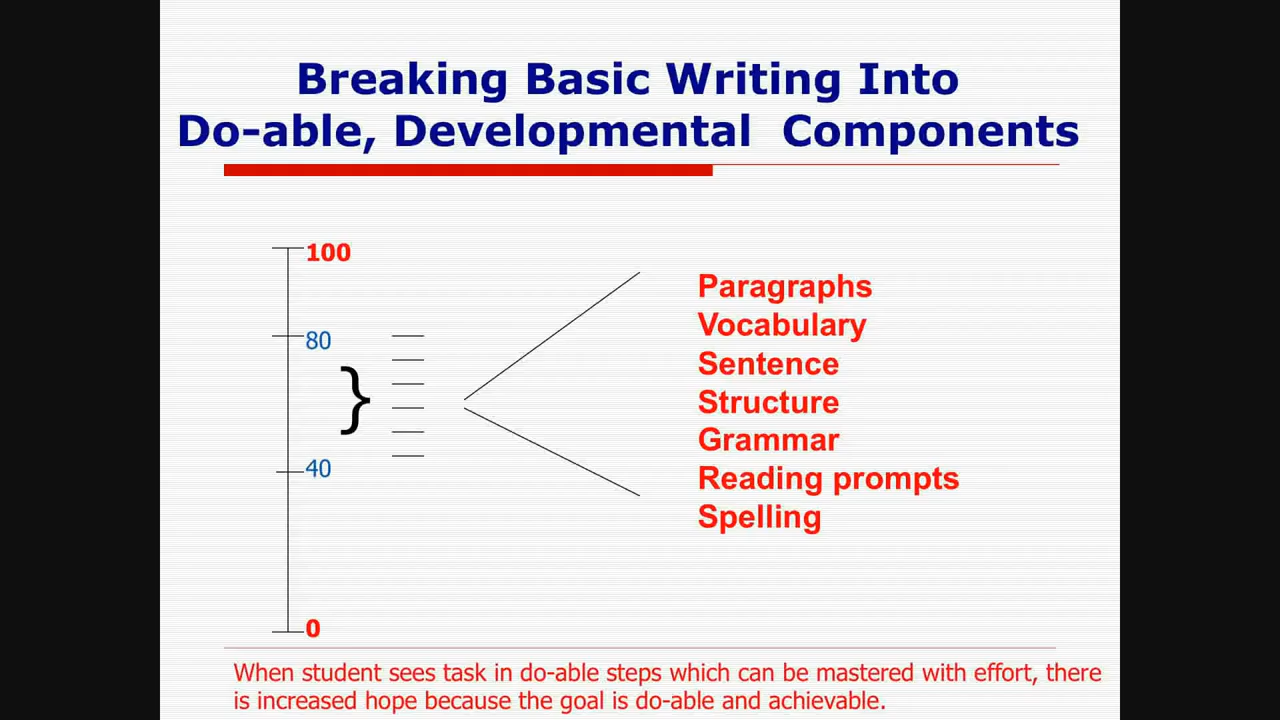 Breaking Basic Writing Into
Do-able, Developmental Components
100
80
}
40
0
Paragraphs
Vocabulary
Sentence
Structure
Grammar
Reading prompts
Spelling
When student sees task in do-able steps which can be mastered with effort, there
is increased hope because the goal is do-able and achievable.